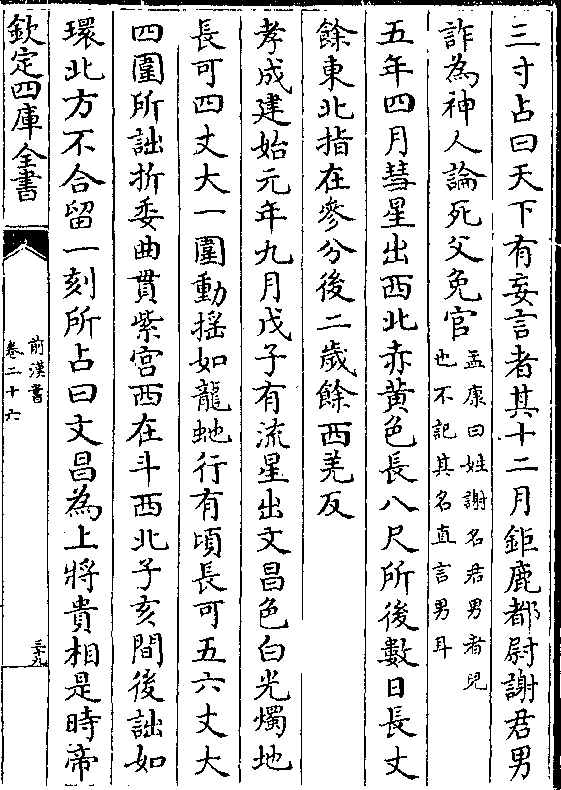 三寸占曰天下有妄言者其十二月鉅鹿都尉謝君男
詐為神人論死父免官
孟康曰姓謝名君男者兒
也不記其名直言男耳
五年四月彗星出西北赤黄色長八尺所後數日長丈
餘東北指在參分後二歲餘西羌反
孝成建始元年九月戊子有流星出文昌色白光燭地
長可四丈大一圍動揺如龍虵行有頃長可五六丈大
四圍所詘折委曲貫紫宫西在斗西北子亥間後詘如
環北方不合留一刻所占曰文昌為上將貴相是時帝
欽定四庫全書
前漢書
卷二十六
三十九